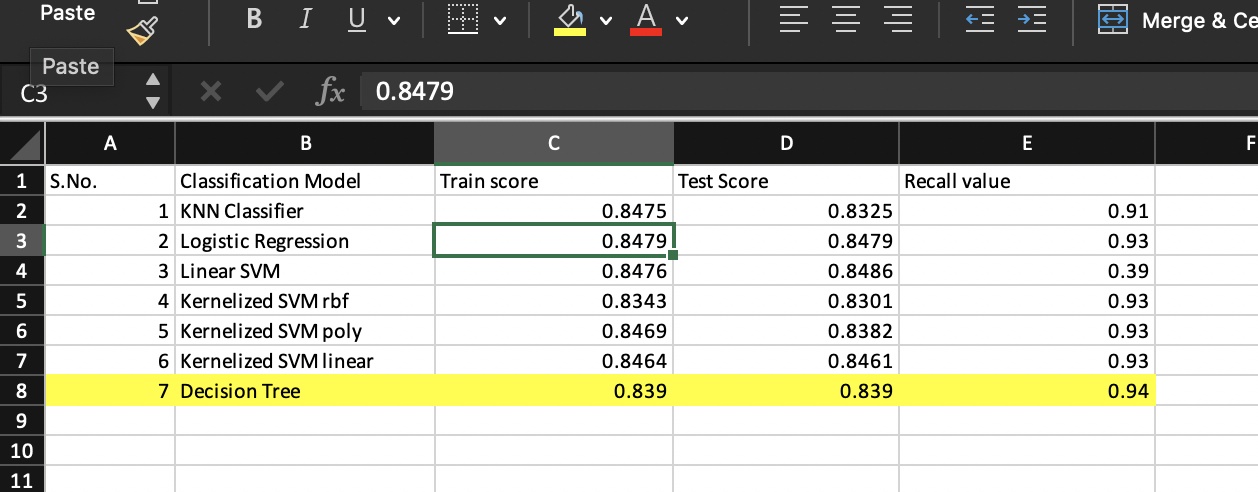 Paste B I U A Merge & Ce
Paste
C3 fx 0.8479
A B C D E F
1 S.No. Classification Model Train score Test Score Recall value
2 1 KNN Classifier 0.8475 0.8325 0.91
3 2 Logistic Regression 0.8479 0.8479 0.93
4 3 Linear SVM 0.8476 0.8486 0.39
5 4 Kernelized SVM rbf 0.8343 0.8301 0.93
6 5 Kernelized SVM poly 0.8469 0.8382 0.93
7 6 Kernelized SVM linear 0.8464 0.8461 0.93
8 7 Decision Tree 0.839 0.839 0.94
9
10
11